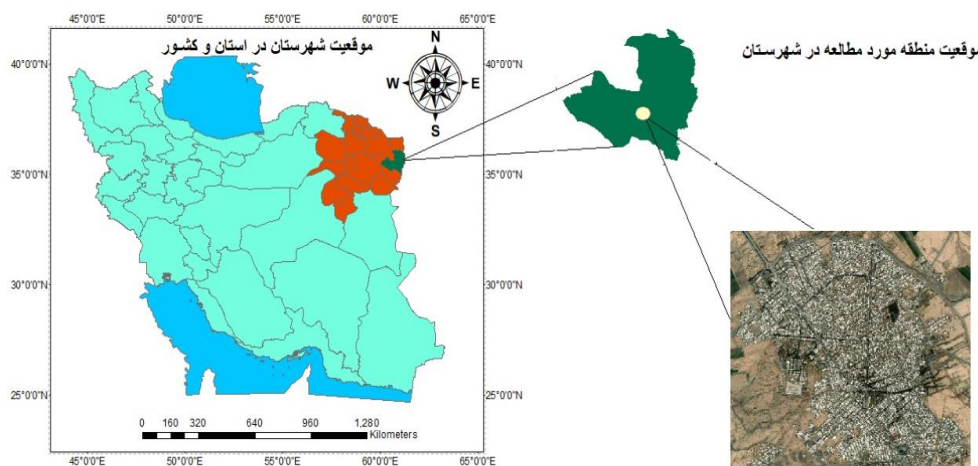 45°0'0"E 50°0'0"E 55°0'0"E 60°0'0"E 65°0'0"E
موقعیت شهرستان در استان و کشور
موقعیت منطقه مورد مطالعه در شهرستان
N
W E
S
40°0'0"N 40°0'0"N
35°0'0"N 35°0'0"N
30°0'0"N 30°0'0"N
25°0'0"N 25°0'0"N
0 160 320 640 960 1,280
Kilometers
45°0'0"E 50°0'0"E 55°0'0"E 60°0'0"E 65°0'0"E